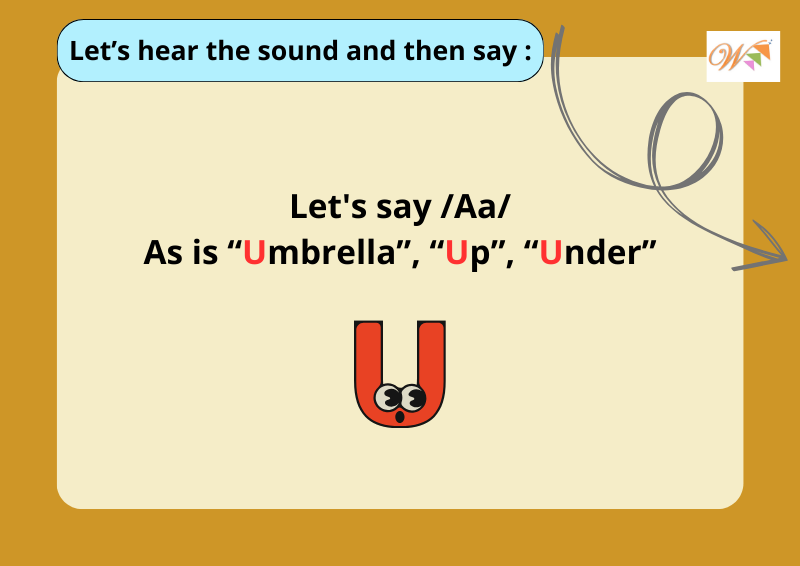 Let’s hear the sound and then say :
W
Let's say /Aa/
As is “Umbrella”, “Up”, “Under”
U